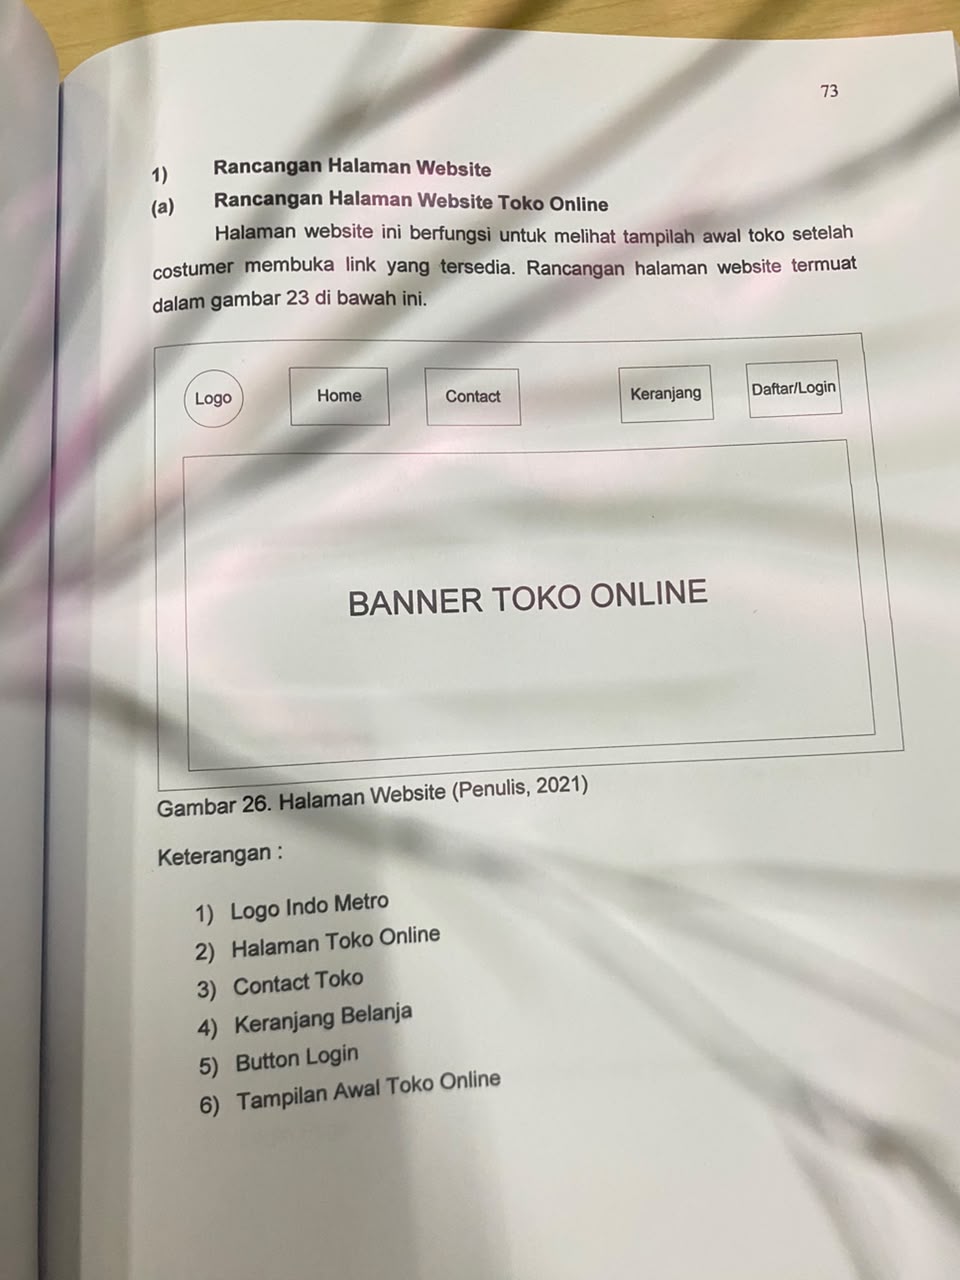 73
1) Rancangan Halaman Website
(a) Rancangan Halaman Website Toko Online
Halaman website ini berfungsi untuk melihat tampilah awal toko setelah
costumer membuka link yang tersedia. Rancangan halaman website termuat
dalam gambar 23 di bawah ini.
Logo Home Contact Keranjang Daftar/Login
BANNER TOKO ONLINE
Gambar 26. Halaman Website (Penulis, 2021)
Keterangan :
1) Logo Indo Metro
2) Halaman Toko Online
3) Contact Toko
4) Keranjang Belanja
5) Button Login
6) Tampilan Awal Toko Online